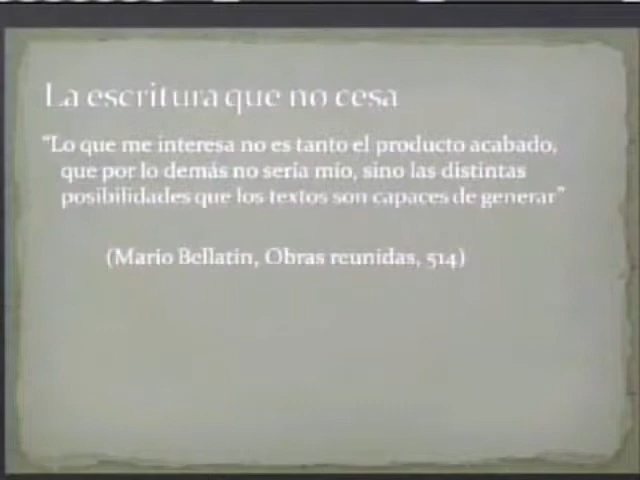 La escritura que no cesa
"Lo que me interesa no es tanto el producto acabado,
que por lo demás no sería mío, sino las distintas
posibilidades que los textos son capaces de generar"
(Mario Bellatin, Obras reunidas, 514)